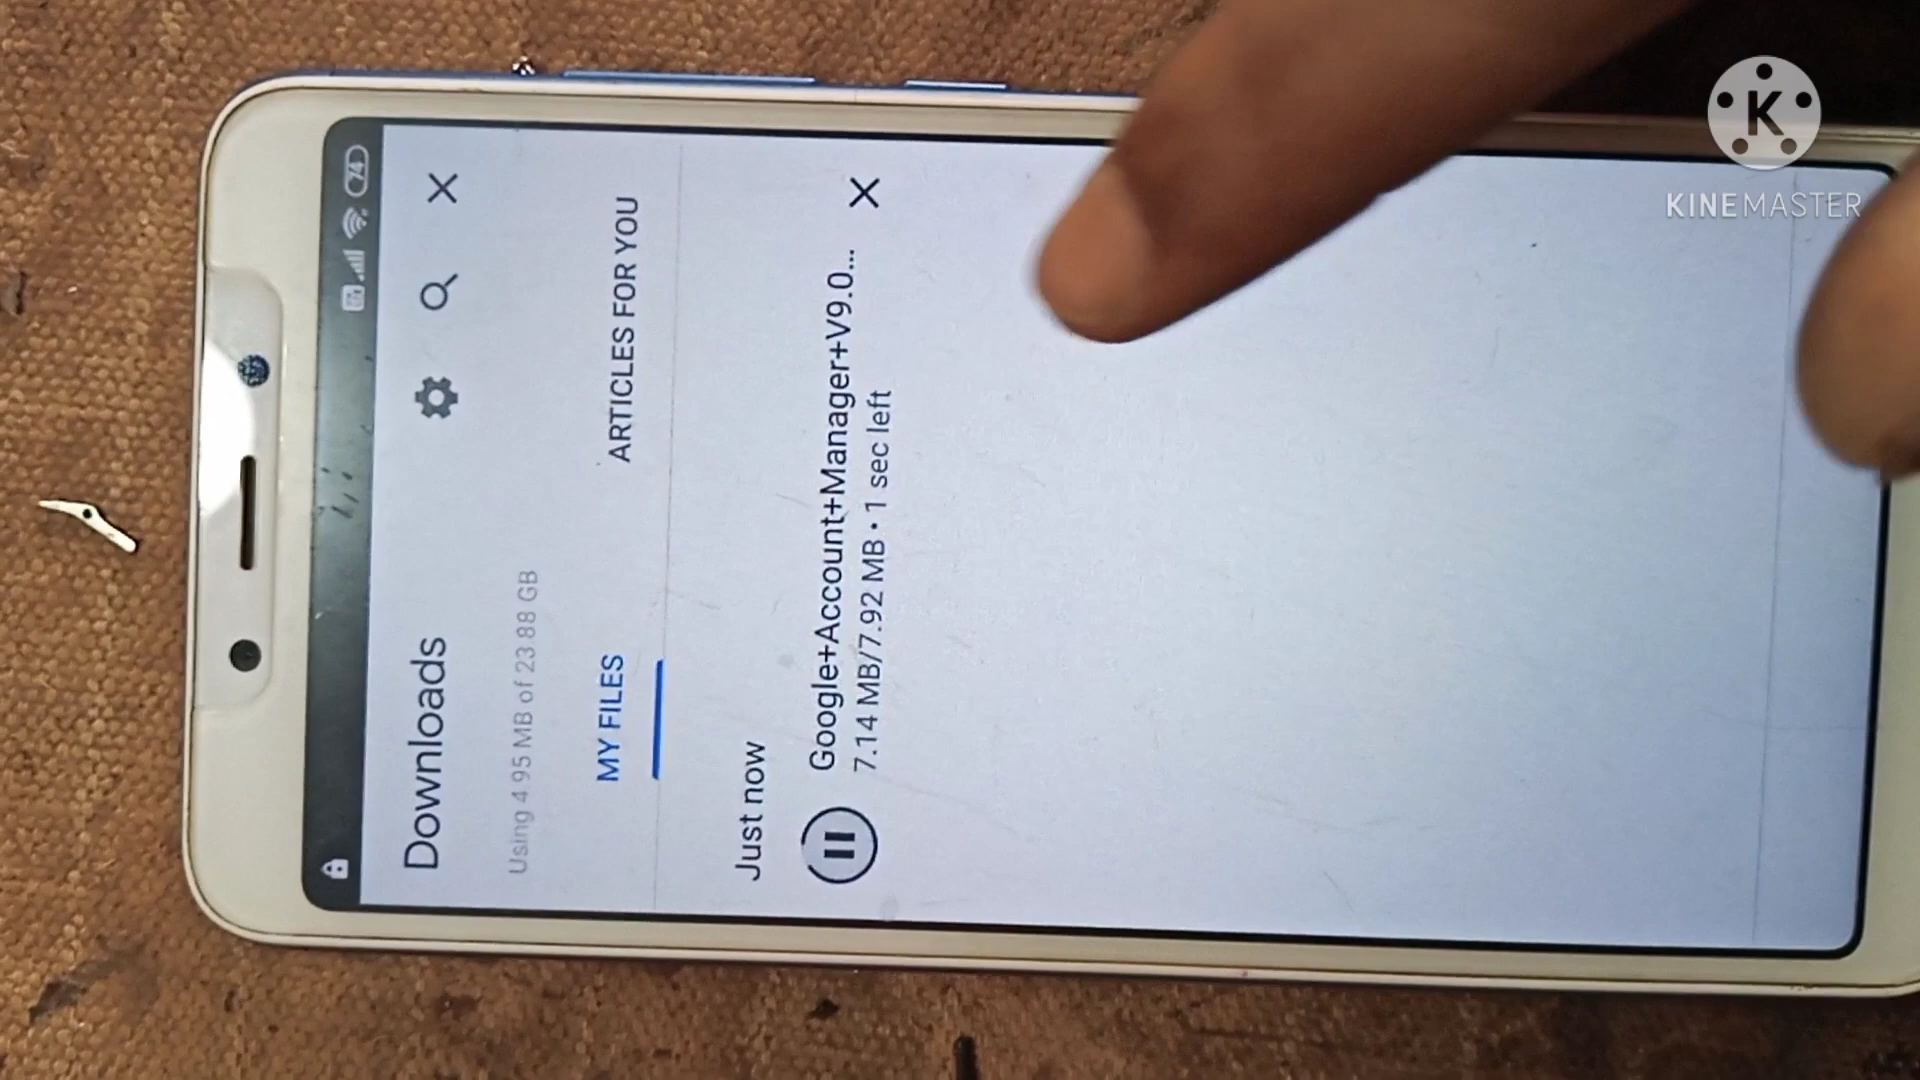 74
Downloads
Using 4.95 MB of 23.88 GB
MY FILES
ARTICLES FOR YOU
Just now
Google+Account+Manager+V9.0...
7.14 MB/7.92 MB • 1 sec left
K
KINEMASTER